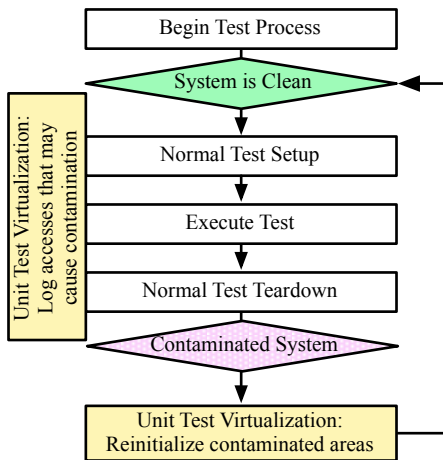 Begin Test Process
System is Clean
Unit Test Virtualization:
Log accesses that may
cause contamination
Normal Test Setup
Execute Test
Normal Test Teardown
Contaminated System
Unit Test Virtualization:
Reinitialize contaminated areas